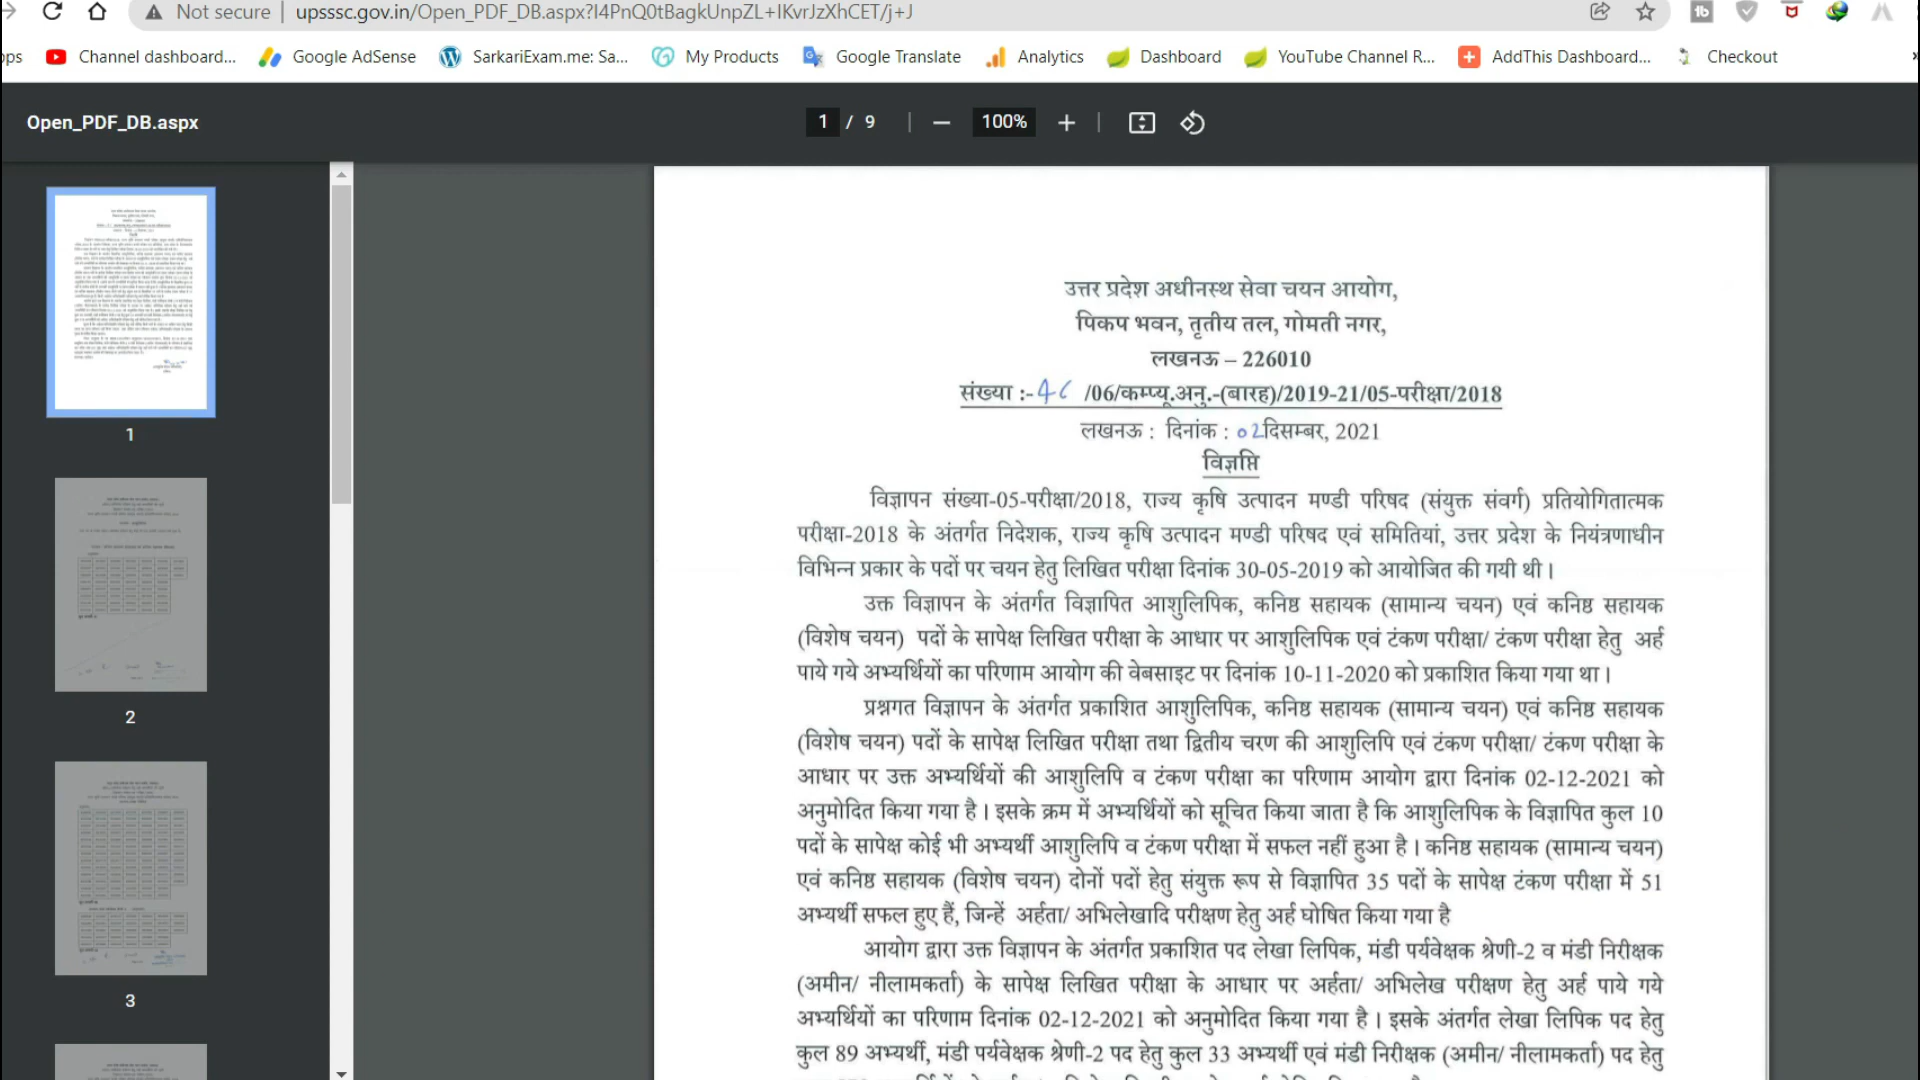 Not secure | upsssc.gov.in/Open_PDF_DB.aspx?I4PnQ0tBagkUnpZL+IKvrJzXhCET/j+J
ops Channel dashboard... Google AdSense SarkariExam.me: Sa... My Products Google Translate Analytics Dashboard YouTube Channel R... AddThis Dashboard... Checkout
Open_PDF_DB.aspx 1 / 9 100%
1
2
3
उत्तर प्रदेश अधीनस्थ सेवा चयन आयोग,
पिकप भवन, तृतीय तल, गोमती नगर,
लखनऊ – 226010
संख्या :- /06/कम्प्यू.अनु.-(बारह)/2019-21/05-परीक्षा/2018
लखनऊ : दिनांक : 02दिसम्बर, 2021
विज्ञप्ति
विज्ञापन संख्या-05-परीक्षा/2018, राज्य कृषि उत्पादन मण्डी परिषद (संयुक्त संवर्ग) प्रतियोगितात्मक
परीक्षा-2018 के अंतर्गत निदेशक, राज्य कृषि उत्पादन मण्डी परिषद एवं समितियां, उत्तर प्रदेश के नियंत्रणाधीन
विभिन्न प्रकार के पदों पर चयन हेतु लिखित परीक्षा दिनांक 30-05-2019 को आयोजित की गयी थी।
उक्त विज्ञापन के अंतर्गत विज्ञापित आशुलिपिक, कनिष्ठ सहायक (सामान्य चयन) एवं कनिष्ठ सहायक
(विशेष चयन) पदों के सापेक्ष लिखित परीक्षा के आधार पर आशुलिपिक एवं टंकण परीक्षा/ टंकण परीक्षा हेतु अर्ह
पाये गये अभ्यर्थियों का परिणाम आयोग की वेबसाइट पर दिनांक 10-11-2020 को प्रकाशित किया गया था।
प्रश्नगत विज्ञापन के अंतर्गत प्रकाशित आशुलिपिक, कनिष्ठ सहायक (सामान्य चयन) एवं कनिष्ठ सहायक
(विशेष चयन) पदों के सापेक्ष लिखित परीक्षा तथा द्वितीय चरण की आशुलिपि एवं टंकण परीक्षा/ टंकण परीक्षा के
आधार पर उक्त अभ्यर्थियों की आशुलिपि व टंकण परीक्षा का परिणाम आयोग द्वारा दिनांक 02-12-2021 को
अनुमोदित किया गया है। इसके क्रम में अभ्यर्थियों को सूचित किया जाता है कि आशुलिपिक के विज्ञापित कुल 10
पदों के सापेक्ष कोई भी अभ्यर्थी आशुलिपि व टंकण परीक्षा में सफल नहीं हुआ है। कनिष्ठ सहायक (सामान्य चयन)
एवं कनिष्ठ सहायक (विशेष चयन) दोनों पदों हेतु संयुक्त रूप से विज्ञापित 35 पदों के सापेक्ष टंकण परीक्षा में 51
अभ्यर्थी सफल हुए हैं, जिन्हें अर्हता/ अभिलेखादि परीक्षण हेतु अर्ह घोषित किया गया है
आयोग द्वारा उक्त विज्ञापन के अंतर्गत प्रकाशित पद लेखा लिपिक, मंडी पर्यवेक्षक श्रेणी-2 व मंडी निरीक्षक
(अमीन/ नीलामकर्ता) के सापेक्ष लिखित परीक्षा के आधार पर अर्हता/ अभिलेख परीक्षण हेतु अर्ह पाये गये
अभ्यर्थियों का परिणाम दिनांक 02-12-2021 को अनुमोदित किया गया है। इसके अंतर्गत लेखा लिपिक पद हेतु
कुल 89 अभ्यर्थी, मंडी पर्यवेक्षक श्रेणी-2 पद हेतु कुल 33 अभ्यर्थी एवं मंडी निरीक्षक (अमीन/ नीलामकर्ता) पद हेतु